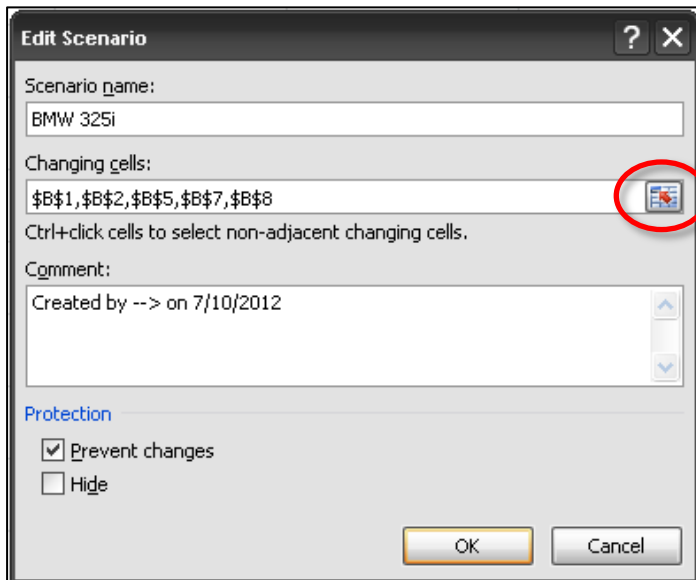 Edit Scenario
?
Scenario name:
BMW 325i
Changing cells:
$B$1,$B$2,$B$5,$B$7,$B$8
Ctrl+click cells to select non-adjacent changing cells.
Comment:
Created by --> on 7/10/2012
Protection
Prevent changes
Hide
OK
Cancel